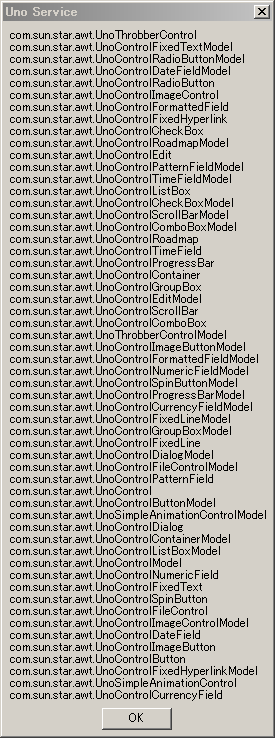 Uno Service
com.sun.star.awt.UnoThrobberControl
com.sun.star.awt.UnoControlFixedTextModel
com.sun.star.awt.UnoControlRadioButtonModel
com.sun.star.awt.UnoControlDateFieldModel
com.sun.star.awt.UnoControlRadioButton
com.sun.star.awt.UnoControlImageControl
com.sun.star.awt.UnoControlFormattedField
com.sun.star.awt.UnoControlFixedHyperlink
com.sun.star.awt.UnoControlCheckBox
com.sun.star.awt.UnoControlRoadmapModel
com.sun.star.awt.UnoControlEdit
com.sun.star.awt.UnoControlPatternFieldModel
com.sun.star.awt.UnoControlTimeFieldModel
com.sun.star.awt.UnoControlListBox
com.sun.star.awt.UnoControlCheckBoxModel
com.sun.star.awt.UnoControlScrollBarModel
com.sun.star.awt.UnoControlComboBoxModel
com.sun.star.awt.UnoControlRoadmap
com.sun.star.awt.UnoControlTimeField
com.sun.star.awt.UnoControlProgressBar
com.sun.star.awt.UnoControlContainer
com.sun.star.awt.UnoControlGroupBox
com.sun.star.awt.UnoControlEditModel
com.sun.star.awt.UnoControlScrollBar
com.sun.star.awt.UnoControlComboBox
com.sun.star.awt.UnoThrobberControlModel
com.sun.star.awt.UnoControlImageButtonModel
com.sun.star.awt.UnoControlFormattedFieldModel
com.sun.star.awt.UnoControlNumericFieldModel
com.sun.star.awt.UnoControlSpinButtonModel
com.sun.star.awt.UnoControlProgressBarModel
com.sun.star.awt.UnoControlCurrencyFieldModel
com.sun.star.awt.UnoControlFixedLineModel
com.sun.star.awt.UnoControlGroupBoxModel
com.sun.star.awt.UnoControlFixedLine
com.sun.star.awt.UnoControlDialogModel
com.sun.star.awt.UnoControlFileControlModel
com.sun.star.awt.UnoControlPatternField
com.sun.star.awt.UnoControl
com.sun.star.awt.UnoControlButtonModel
com.sun.star.awt.UnoSimpleAnimationControlModel
com.sun.star.awt.UnoControlDialog
com.sun.star.awt.UnoControlContainerModel
com.sun.star.awt.UnoControlListBoxModel
com.sun.star.awt.UnoControlModel
com.sun.star.awt.UnoControlNumericField
com.sun.star.awt.UnoControlFixedText
com.sun.star.awt.UnoControlSpinButton
com.sun.star.awt.UnoControlFileControl
com.sun.star.awt.UnoControlImageControlModel
com.sun.star.awt.UnoControlDateField
com.sun.star.awt.UnoControlImageButton
com.sun.star.awt.UnoControlButton
com.sun.star.awt.UnoControlFixedHyperlinkModel
com.sun.star.awt.UnoSimpleAnimationControl
com.sun.star.awt.UnoControlCurrencyField
OK